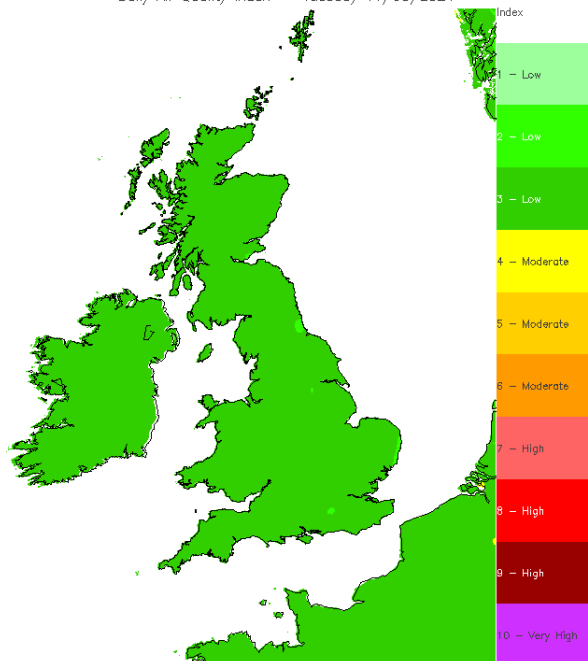 Index
1 - Low
2 - Low
3 - Low
4 - Moderate
5 - Moderate
6 - Moderate
7 - High
8 - High
9 - High
10 - Very High